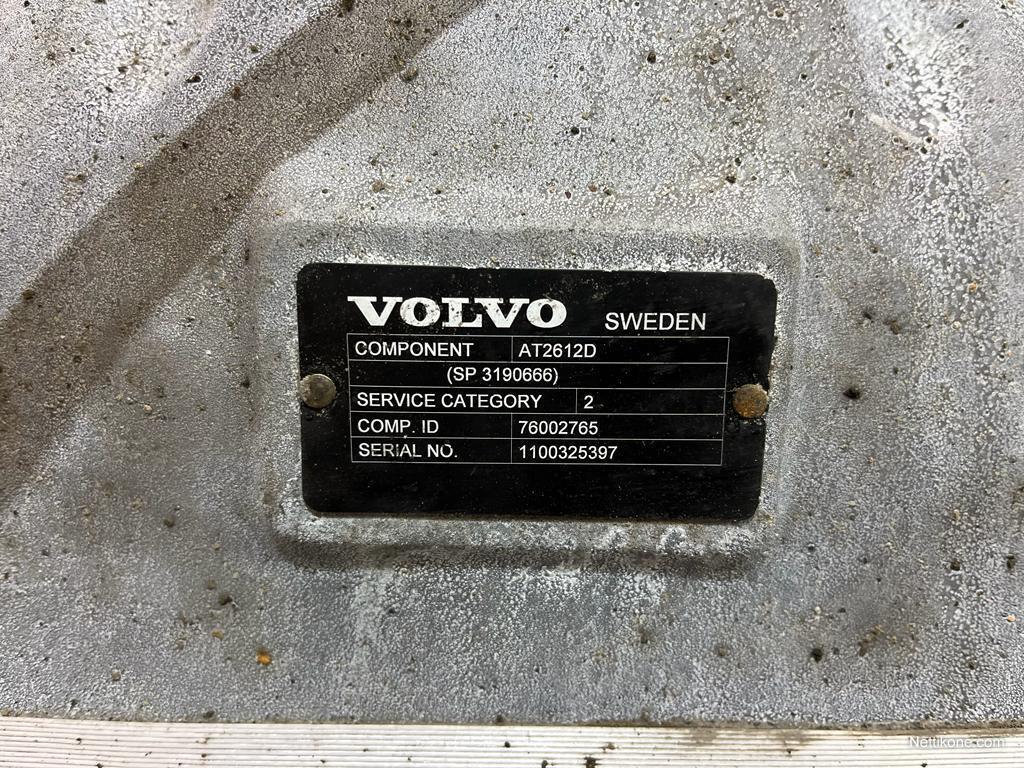 VOLVO SWEDEN
COMPONENT AT2612D
(SP 3190666)
SERVICE CATEGORY 2
COMP. ID 76002765
SERIAL NO. 1100325397
Nettikone.com